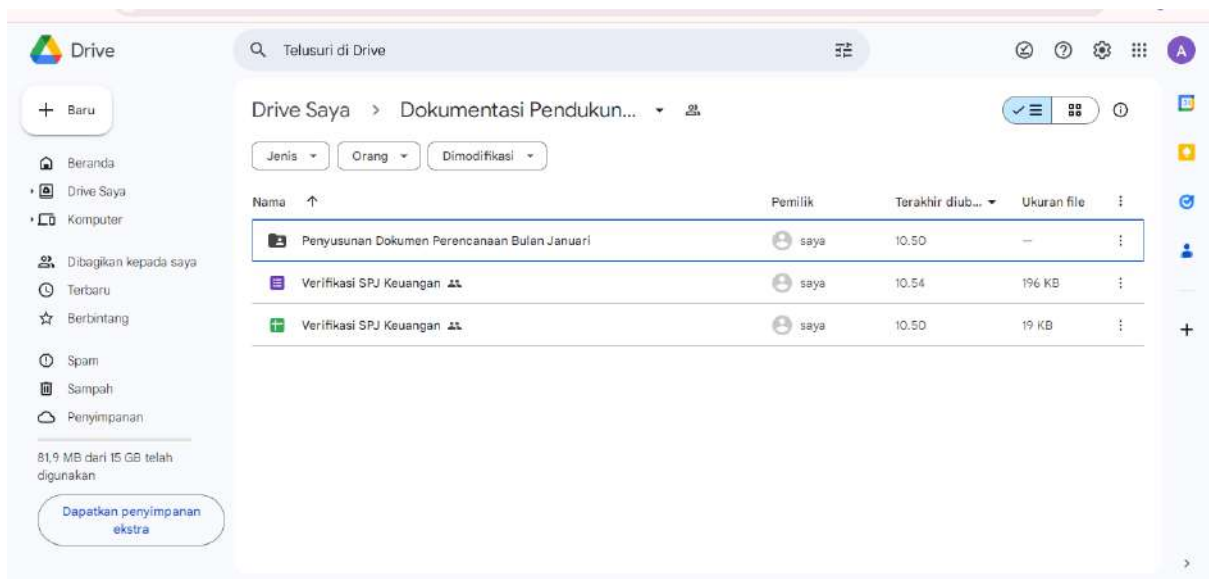 Drive
Telusuri di Drive
A
Baru
Drive Saya > Dokumentasi Pendukun...
Jenis
Orang
Dimodifikasi
Beranda
Drive Saya
Komputer
Dibagikan kepada saya
Terbaru
Berbintang
Spam
Sampah
Penyimpanan
81,9 MB dari 15 GB telah
digunakan
Dapatkan penyimpanan
ekstra
Nama Pemilik Terakhir diub... Ukuran file
Penyusunan Dokumen Perencanaan Bulan Januari saya 10.50 —
Verifikasi SPJ Keuangan saya 10.54 196 KB
Verifikasi SPJ Keuangan saya 10.50 19 KB